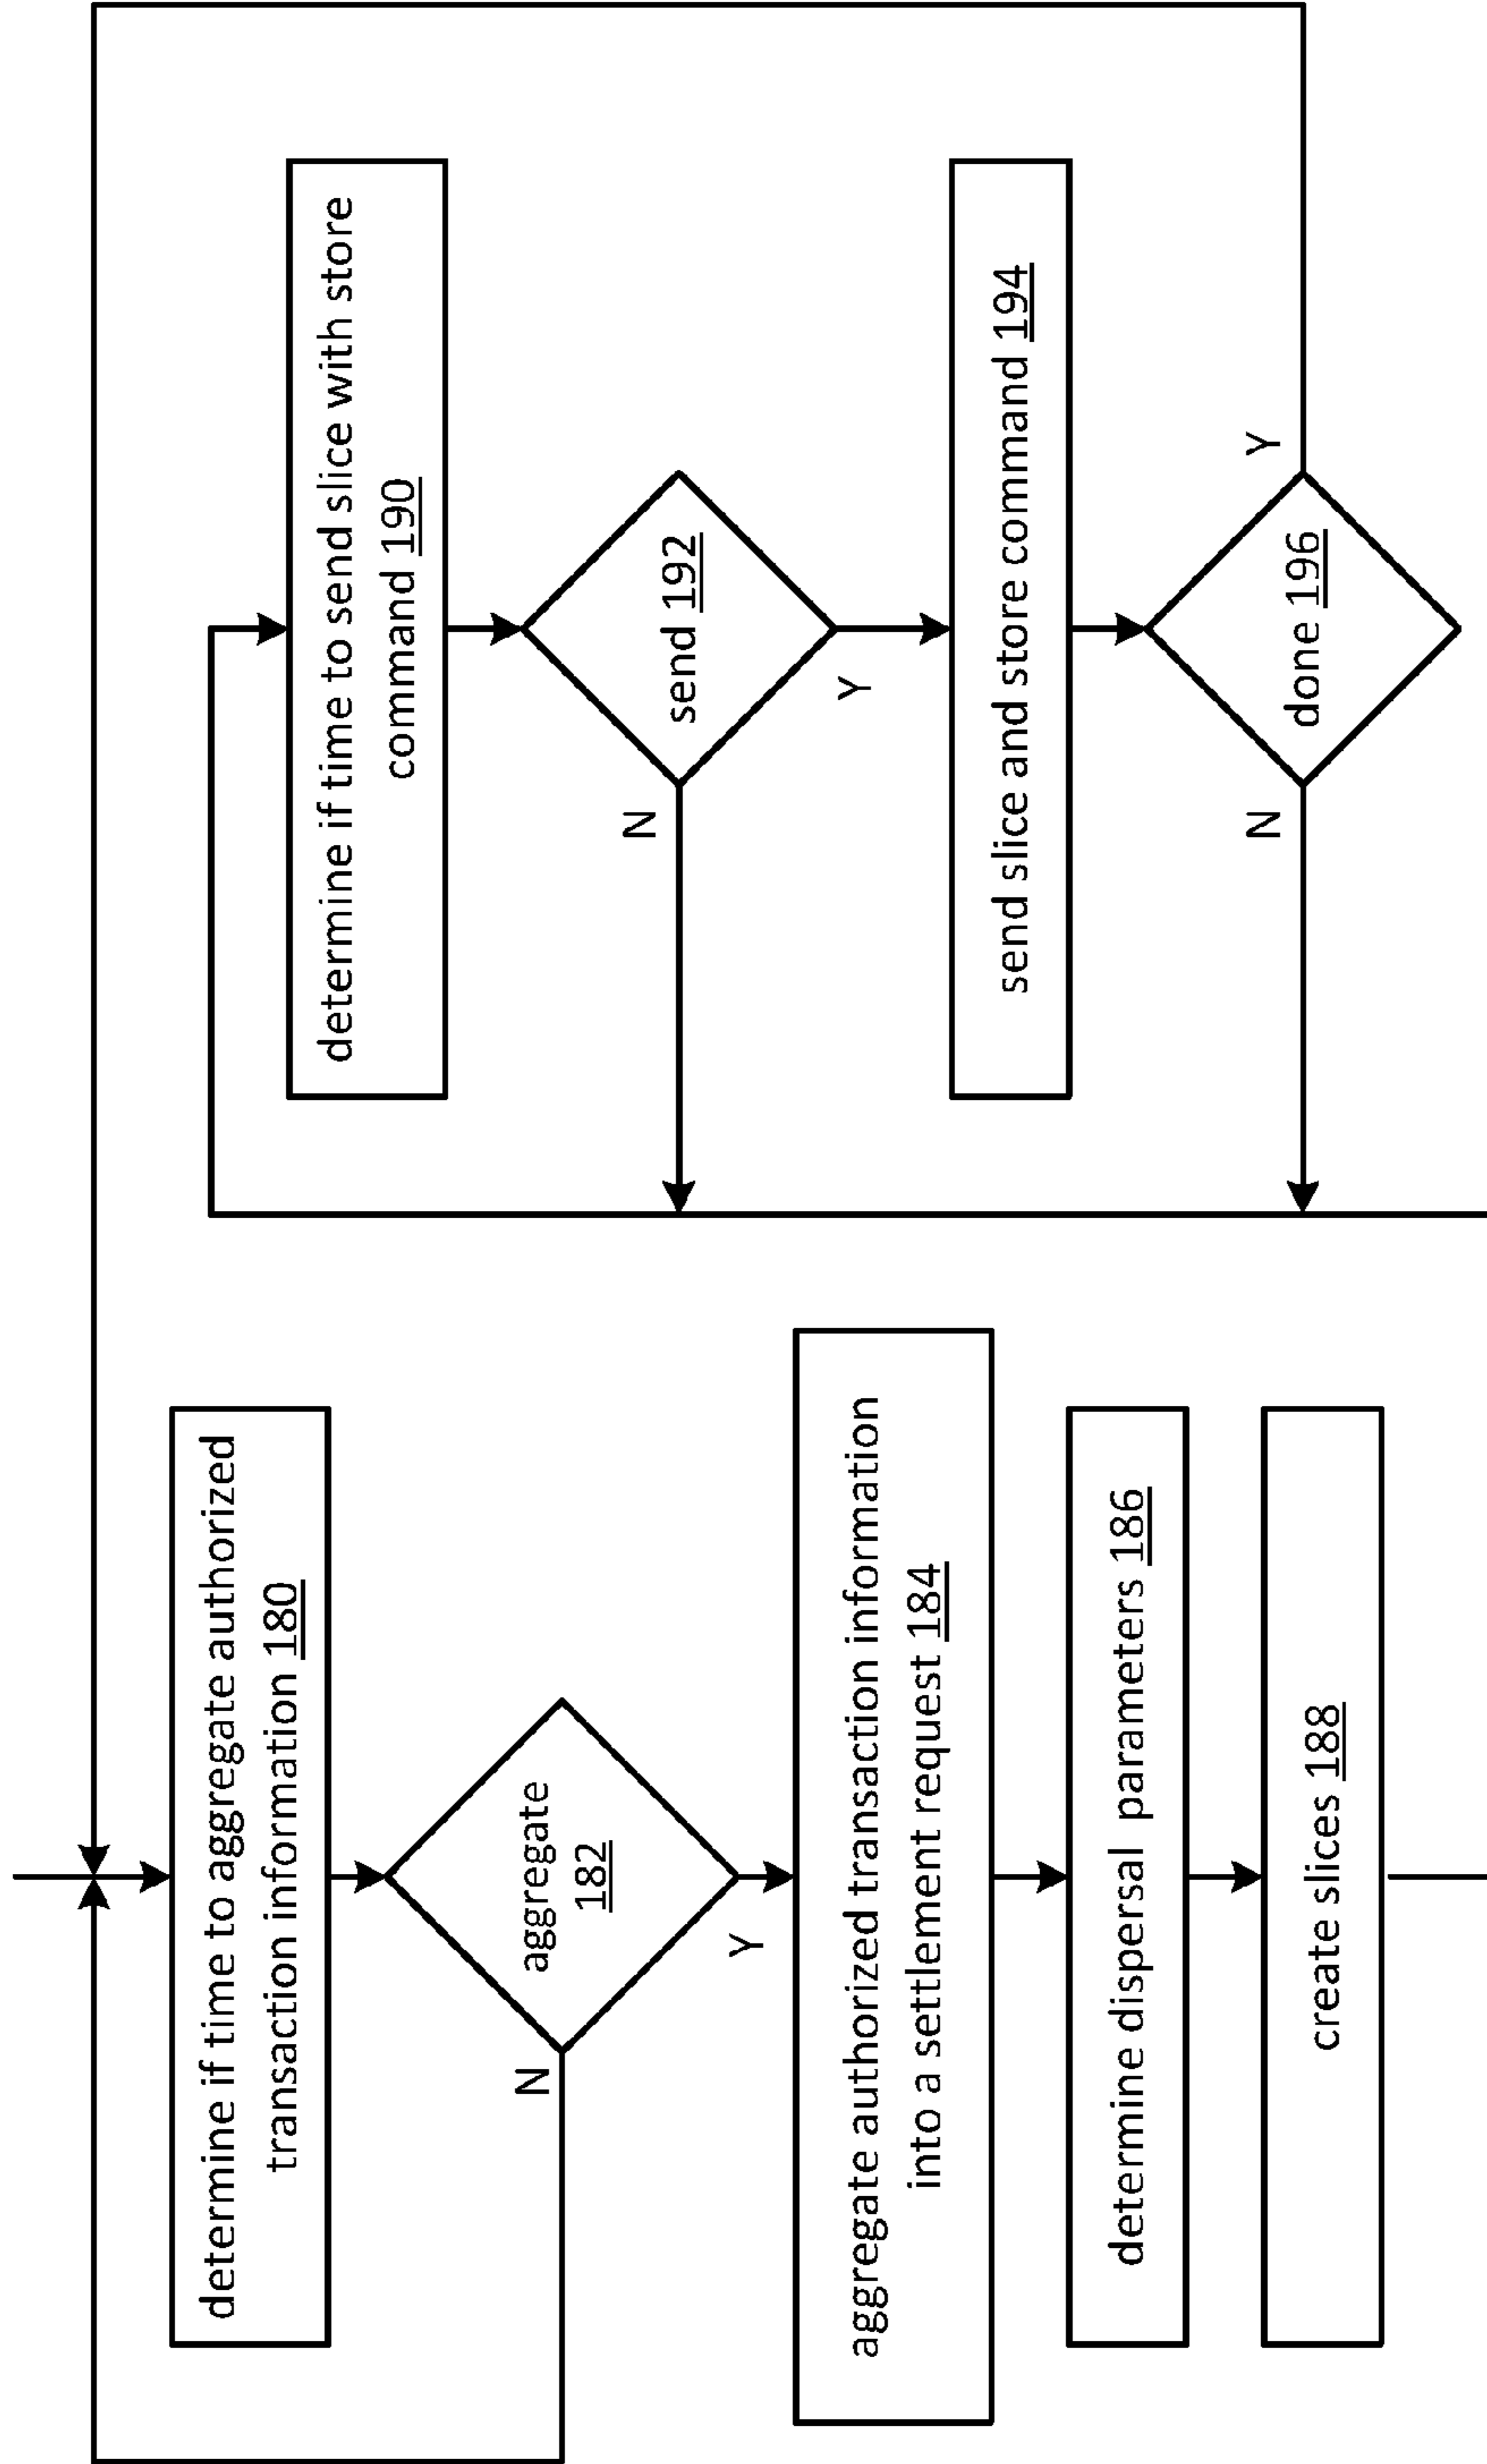 determine if time to aggregate authorized
transaction information 180
aggregate
182
N
Y
aggregate authorized transaction information
into a settlement request 184
determine dispersal parameters 186
create slices 188
determine if time to send slice with store
command 190
send 192
N
Y
send slice and store command 194
done 196
N
Y